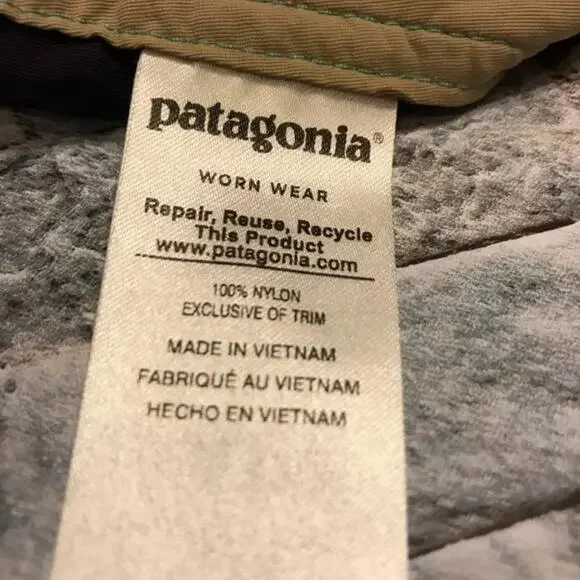 patagonia®
WORN WEAR
Repair, Reuse, Recycle
This Product
www.patagonia.com
100% NYLON
EXCLUSIVE OF TRIM
MADE IN VIETNAM
FABRIQUÉ AU VIETNAM
HECHO EN VIETNAM